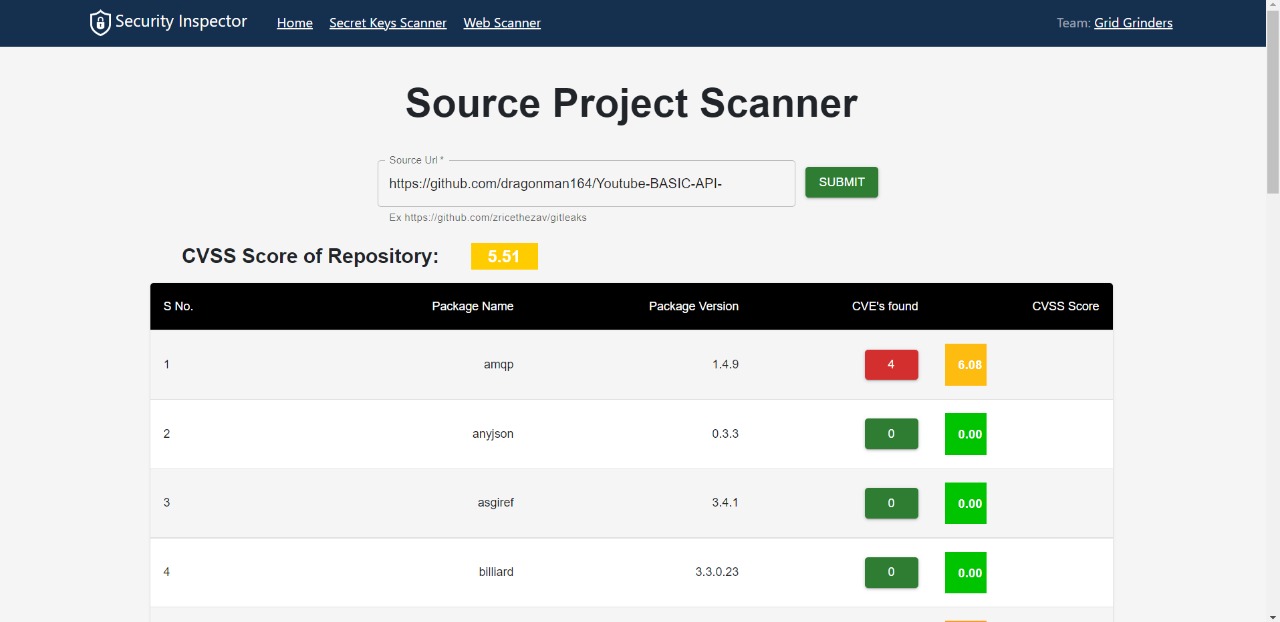 Security Inspector Home Secret Keys Scanner Web Scanner Team: Grid Grinders
Source Project Scanner
Source Url *
https://github.com/dragonman164/Youtube-BASIC-API- SUBMIT
Ex https://github.com/zricethezav/gitleaks
CVSS Score of Repository: 5.51
S No. Package Name Package Version CVE's found CVSS Score
1 amqp 1.4.9 4 6.08
2 anyjson 0.3.3 0 0.00
3 asgiref 3.4.1 0 0.00
4 billiard 3.3.0.23 0 0.00